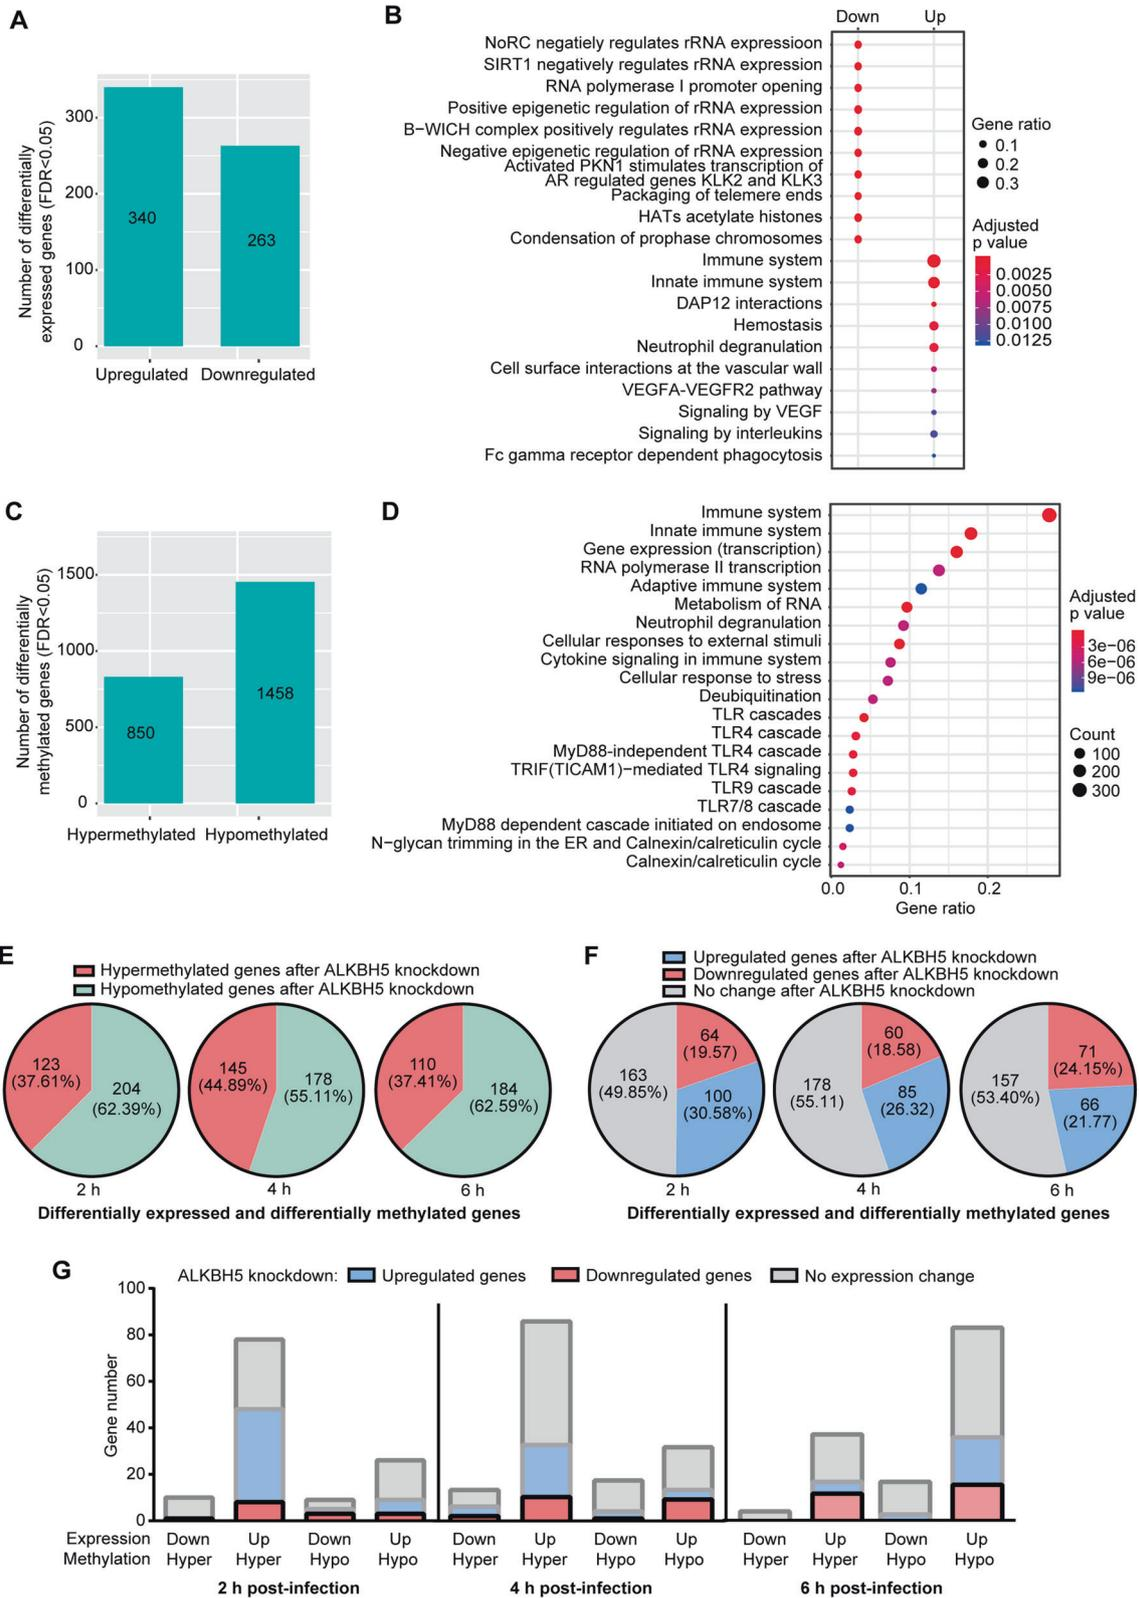 A
Number of differentially
expressed genes (FDR<0.05)
300
200
100
0
340
263
Upregulated
Downregulated
B
Down
Up
NoRC negatiely regulates rRNA expressioon
SIRT1 negatively regulates rRNA expression
RNA polymerase I promoter opening
Positive epigenetic regulation of rRNA expression
B−WICH complex positively regulates rRNA expression
Negative epigenetic regulation of rRNA expression
Activated PKN1 stimulates transcription of
AR regulated genes KLK2 and KLK3
Packaging of telemere ends
HATs acetylate histones
Condensation of prophase chromosomes
Immune system
Innate immune system
DAP12 interactions
Hemostasis
Neutrophil degranulation
Cell surface interactions at the vascular wall
VEGFA-VEGFR2 pathway
Signaling by VEGF
Signaling by interleukins
Fc gamma receptor dependent phagocytosis
Gene ratio
0.1
0.2
0.3
Adjusted
p value
0.0025
0.0050
0.0075
0.0100
0.0125
C
Number of differentially
methylated genes (FDR<0.05)
1500
1000
500
0
850
1458
Hypermethylated
Hypomethylated
D
Immune system
Innate immune system
Gene expression (transcription)
RNA polymerase II transcription
Adaptive immune system
Metabolism of RNA
Neutrophil degranulation
Cellular responses to external stimuli
Cytokine signaling in immune system
Cellular response to stress
Deubiquitination
TLR cascades
TLR4 cascade
MyD88-independent TLR4 cascade
TRIF(TICAM1)−mediated TLR4 signaling
TLR9 cascade
TLR7/8 cascade
MyD88 dependent cascade initiated on endosome
N−glycan trimming in the ER and Calnexin/calreticulin cycle
Calnexin/calreticulin cycle
0.0
0.1
0.2
Gene ratio
Adjusted
p value
3e−06
6e−06
9e−06
Count
100
200
300
E
Hypermethylated genes after ALKBH5 knockdown
Hypomethylated genes after ALKBH5 knockdown
123
(37.61%)
204
(62.39%)
2 h
145
(44.89%)
178
(55.11%)
4 h
110
(37.41%)
184
(62.59%)
6 h
Differentially expressed and differentially methylated genes
F
Upregulated genes after ALKBH5 knockdown
Downregulated genes after ALKBH5 knockdown
No change after ALKBH5 knockdown
64
(19.57)
163
(49.85%)
100
(30.58%)
2 h
60
(18.58)
178
(55.11)
85
(26.32)
4 h
71
(24.15%)
157
(53.40%)
66
(21.77)
6 h
Differentially expressed and differentially methylated genes
G
ALKBH5 knockdown:
Upregulated genes
Downregulated genes
No expression change
Gene number
100
80
60
40
20
0
Expression Down Up Down Up Down Up Down Up Down Up Down Up
Methylation Hyper Hyper Hypo Hypo Hyper Hyper Hypo Hypo Hyper Hyper Hypo Hypo
2 h post-infection
4 h post-infection
6 h post-infection